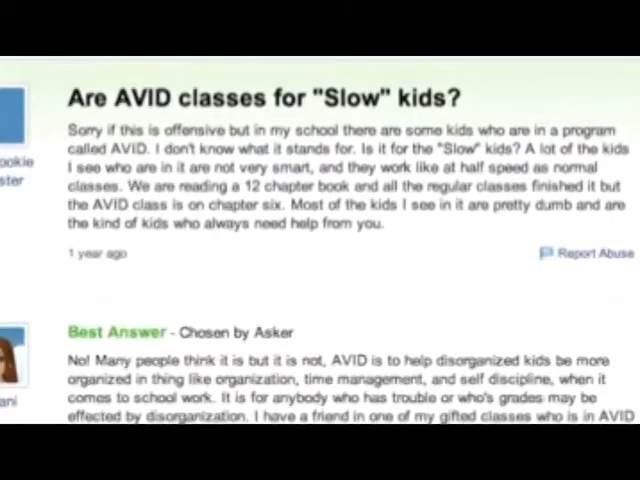 Are AVID classes for "Slow" kids?
Sorry if this is offensive but in my school there are some kids who are in a program
called AVID. I don't know what it stands for. Is it for the "Slow" kids? A lot of the kids
ookie
I see who are in it are not very smart, and they work like at half speed as normal
ster
classes. We are reading a 12 chapter book and all the regular classes finished it but
the AVID class is on chapter six. Most of the kids I see in it are pretty dumb and are
the kind of kids who always need help from you.
1 year ago
Report Abuse
Best Answer - Chosen by Asker
No! Many people think it is but it is not, AVID is to help disorganized kids be more
organized in thing like organization, time management, and self discipline, when it
comes to school work. It is for anybody who has trouble or who's grades may be
ani
effected by disorganization. I have a friend in one of my gifted classes who is in AVID